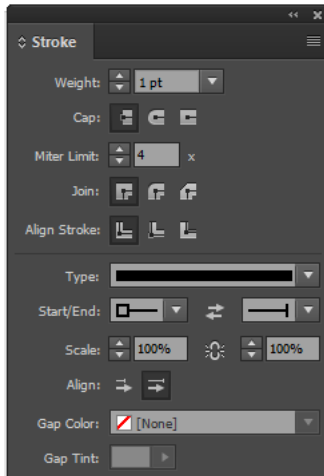 Stroke
Weight: 1 pt
Cap:
Miter Limit: 4 x
Join:
Align Stroke:
Type:
Start/End:
Scale: 100% 100%
Align:
Gap Color: [None]
Gap Tint: